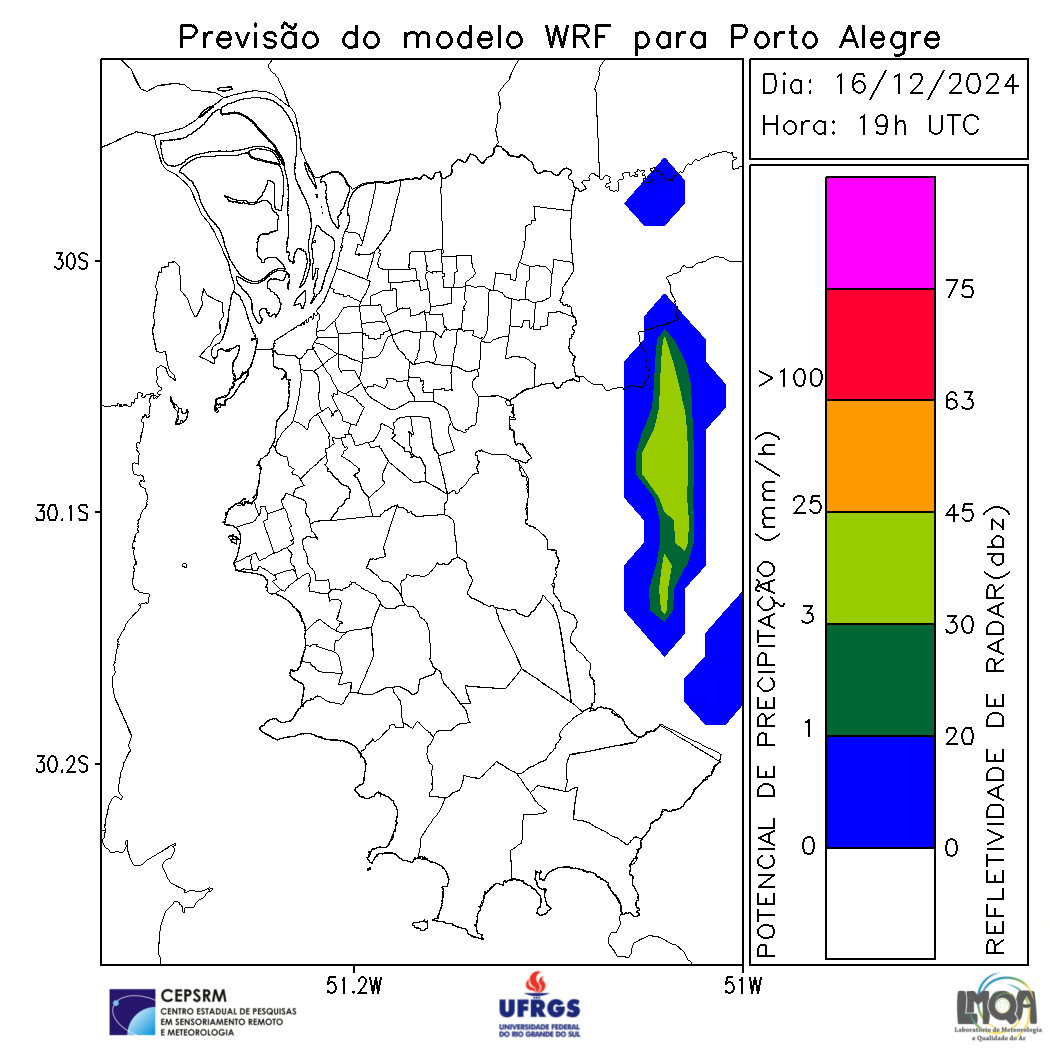 Previsão do modelo WRF para Porto Alegre
Dia: 16/12/2024
Hora: 19h UTC
30S
30.1S
30.2S
51.2W
51W
POTENCIAL DE PRECIPITAÇÃO (mm/h)
>100
25
3
1
0
75
63
45
30
20
0
REFLETIVIDADE DE RADAR(dbz)
CEPSRM
CENTRO ESTADUAL DE PESQUISAS
EM SENSORIAMENTO REMOTO
E METEOROLOGIA
UFRGS
UNIVERSIDADE FEDERAL
DO RIO GRANDE DO SUL
LMQA
Laboratório de Meteorologia
e Qualidade do Ar